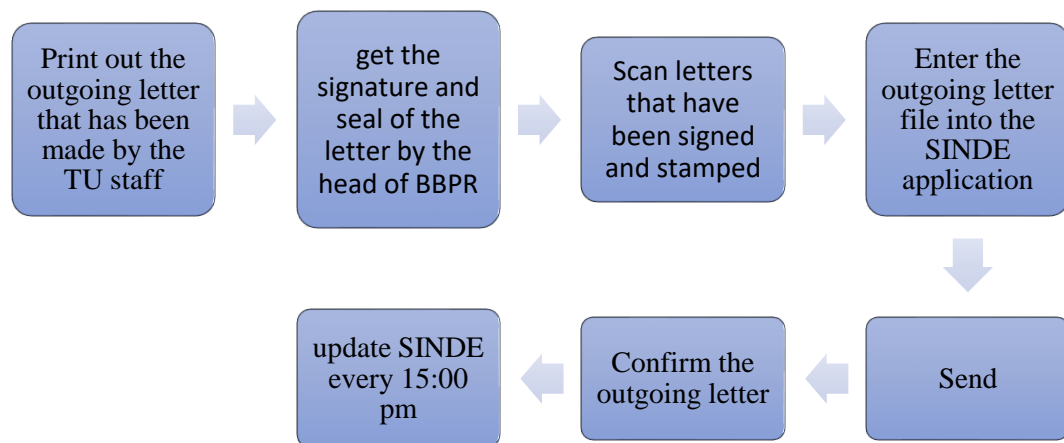 Print out the
outgoing letter
that has been
made by the
TU staff
get the
signature and
seal of the
letter by the
head of BBPR
Scan letters
that have
been signed
and stamped
Enter the
outgoing letter
file into the
SINDE
application
Send
Confirm the
outgoing letter
update SINDE
every 15:00
pm